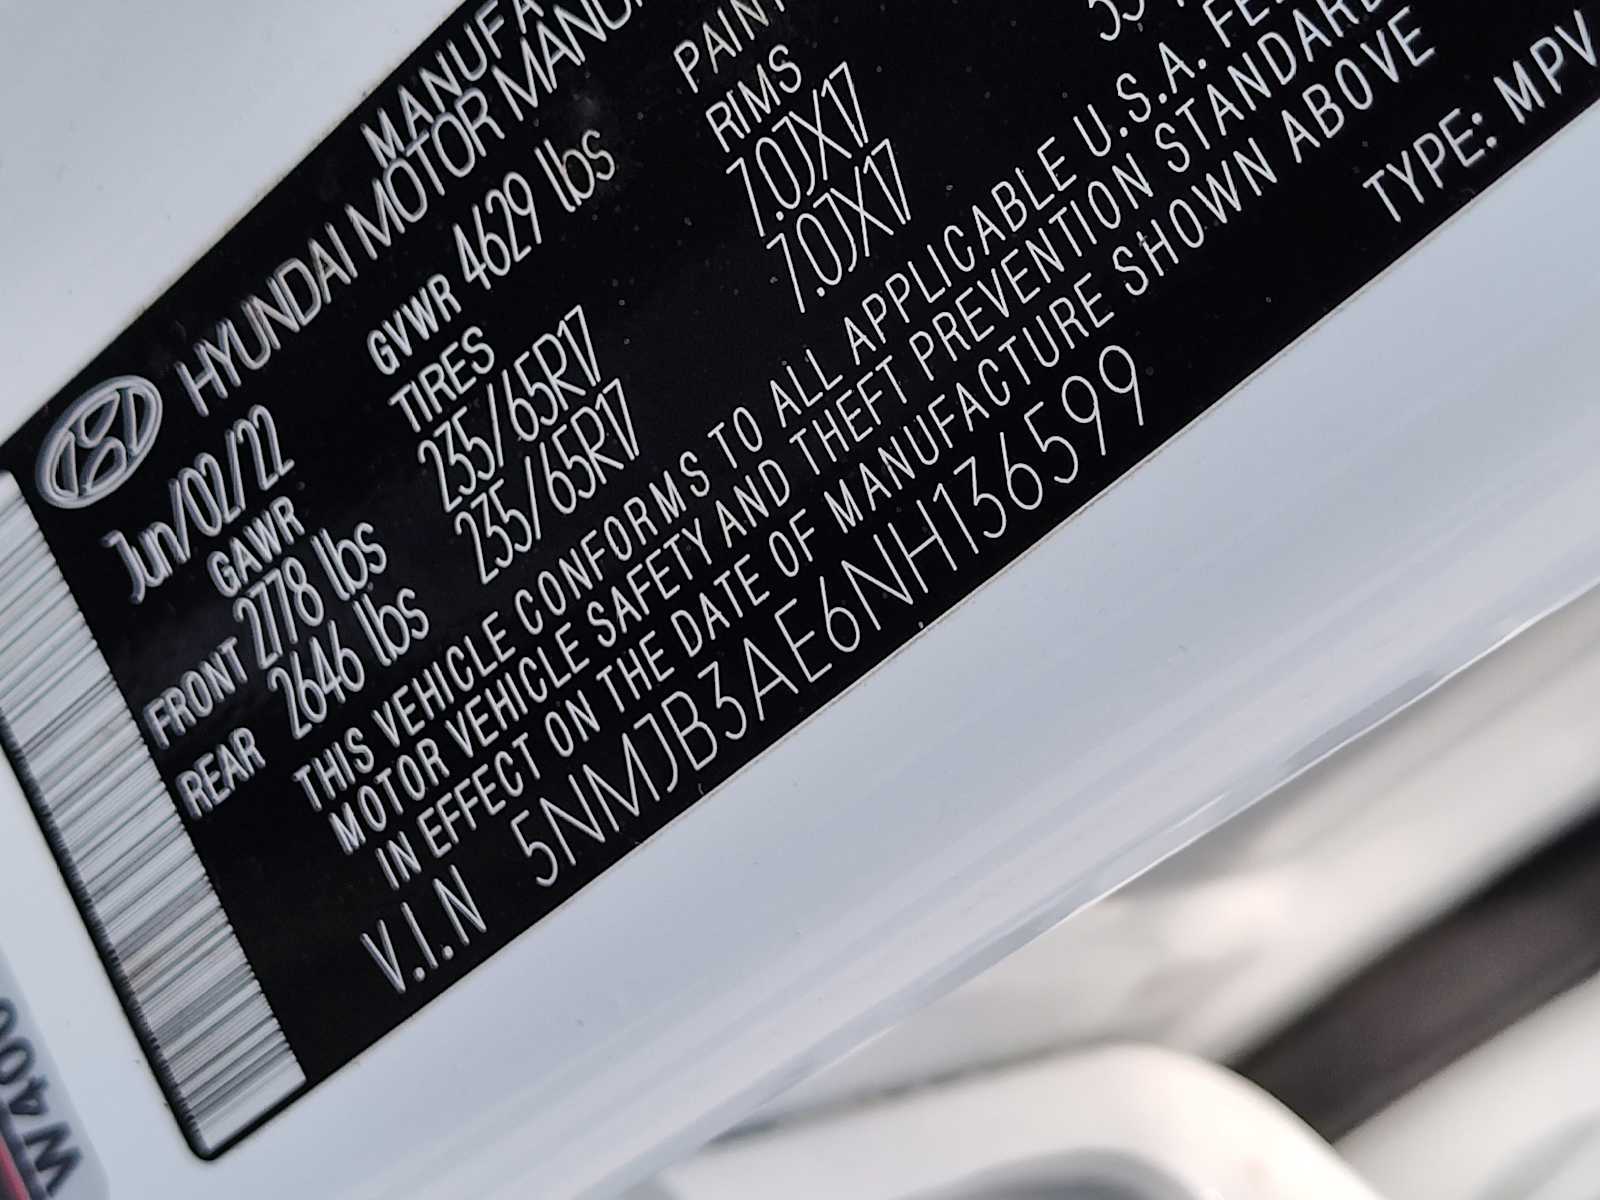 MANUFA
HYUNDAI MOTOR MANU
Jun/02/22 GVWR 4629 lbs PAINT
GAWR TIRES RIMS
FRONT 2778 lbs 235/65R17 7.0JX17
REAR 2646 lbs 235/65R17 7.0JX17
THIS VEHICLE CONFORMS TO ALL APPLICABLE U.S.A. FE
MOTOR VEHICLE SAFETY AND THEFT PREVENTION STANDARD
IN EFFECT ON THE DATE OF MANUFACTURE SHOWN ABOVE
V.I.N 5NMJB3AE6NH136599 TYPE: MPV
W400